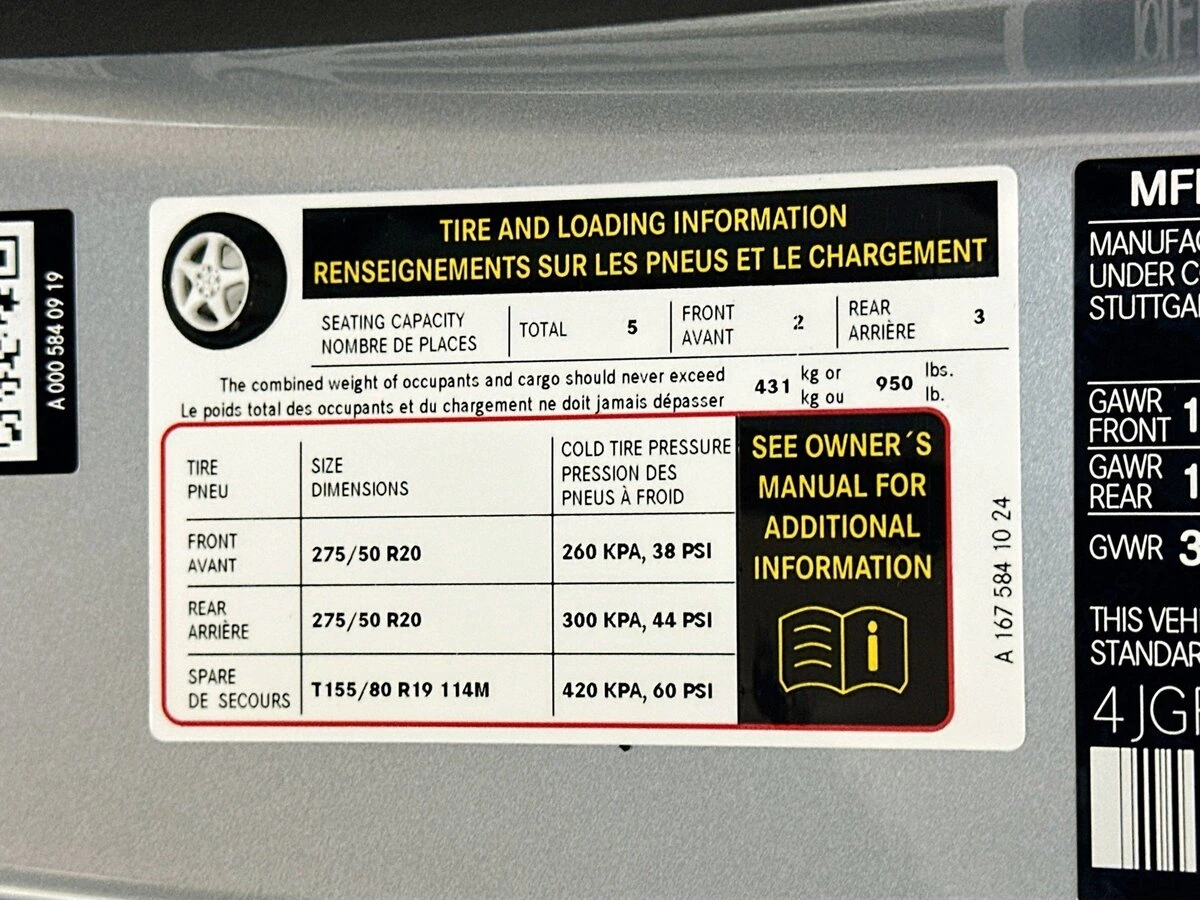 A 000 584 09 19
TIRE AND LOADING INFORMATION
RENSEIGNEMENTS SUR LES PNEUS ET LE CHARGEMENT
SEATING CAPACITY
NOMBRE DE PLACES
TOTAL 5
FRONT
AVANT
2
REAR
ARRIÈRE
3
The combined weight of occupants and cargo should never exceed
Le poids total des occupants et du chargement ne doit jamais dépasser
431 kg or
kg ou
950 lbs.
lb.
TIRE
PNEU
SIZE
DIMENSIONS
COLD TIRE PRESSURE
PRESSION DES
PNEUS À FROID
FRONT
AVANT
275/50 R20
260 KPA, 38 PSI
REAR
ARRIÈRE
275/50 R20
300 KPA, 44 PSI
SPARE
DE SECOURS
T155/80 R19 114M
420 KPA, 60 PSI
SEE OWNER´S
MANUAL FOR
ADDITIONAL
INFORMATION
i
A 167 584 10 24
GAWR
FRONT
GAWR
REAR
GVWR
THIS